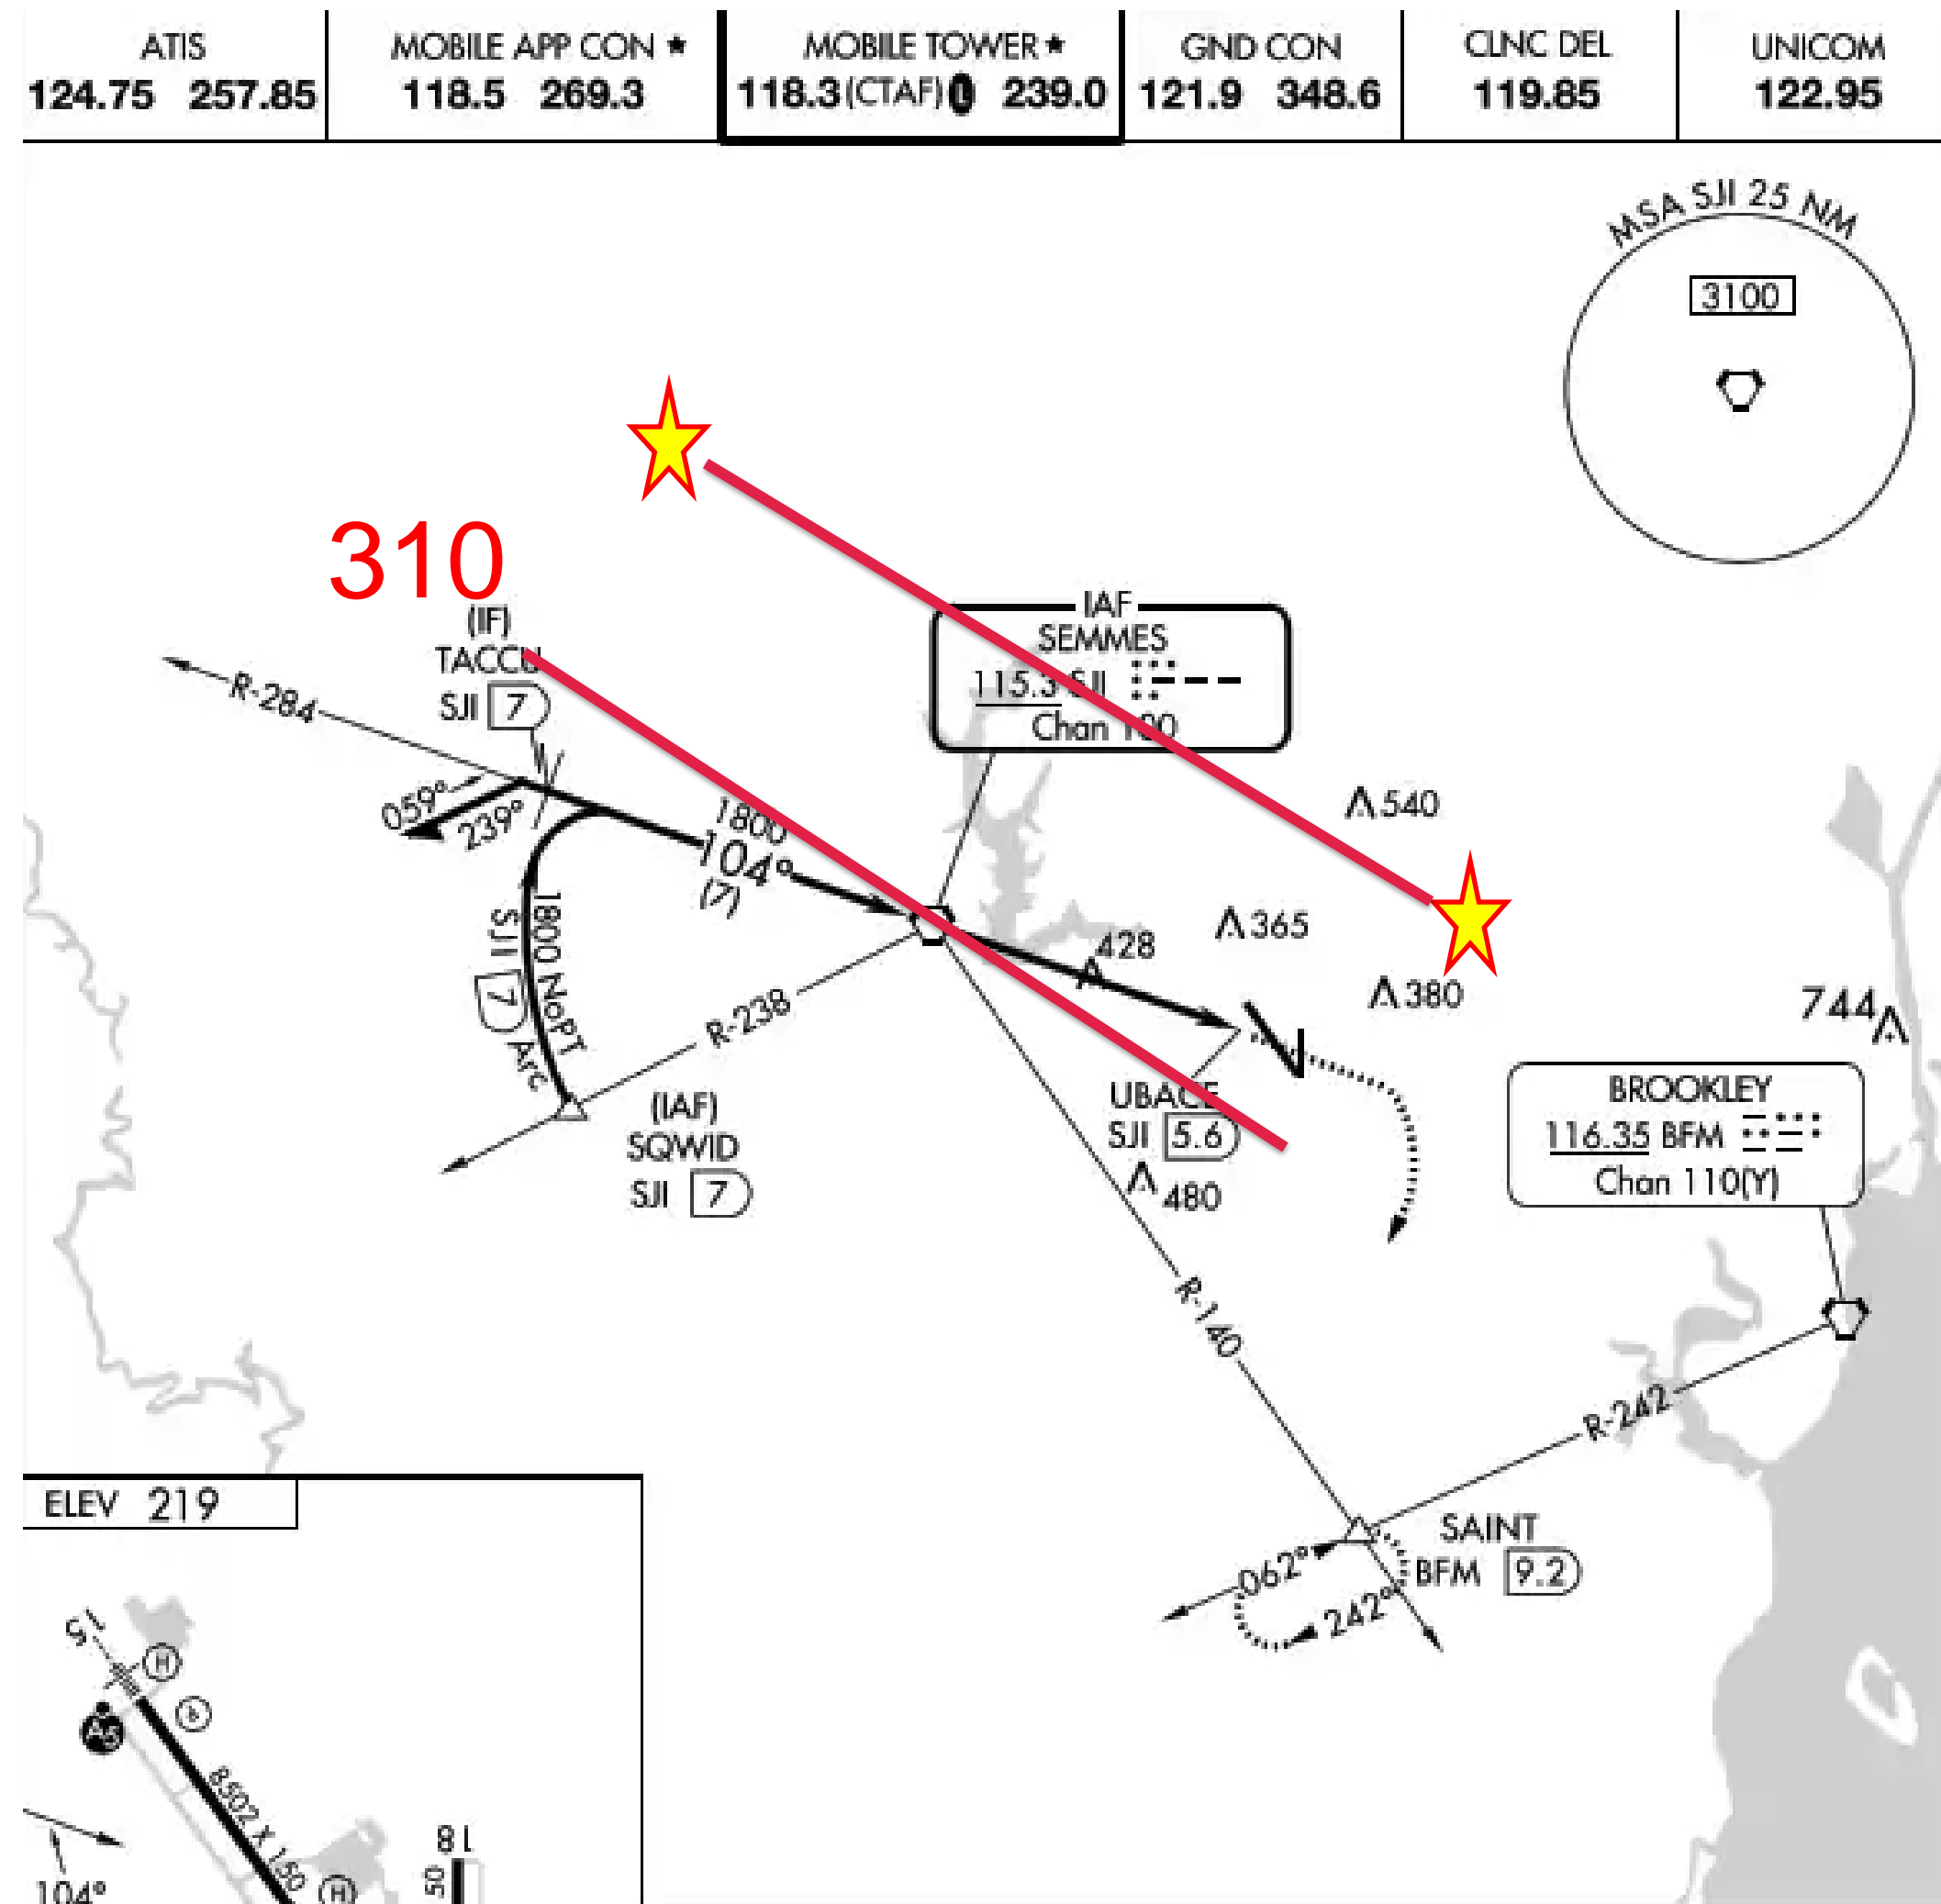 ATIS
124.75 257.85
MOBILE APP CON ★
118.5 269.3
MOBILE TOWER ★
118.3 (CTAF) L 239.0
GND CON
121.9 348.6
CLNC DEL
119.85
UNICOM
122.95
MSA SJI 25 NM
3100
310
(IF)
TACCU
SJI 7
R-284
059°
239°
1800
104°
(7)
IAF
SEMMES
115.3 SJI
Chan 100
540
365
428
380
744
1800 NoPT
SJI 7 Arc
R-238
(IAF)
SQWID
SJI 7
UBACE
SJI 5.6
480
BROOKLEY
116.35 BFM
Chan 110(Y)
R-140
R-242
SAINT
BFM 9.2
062°
242°
ELEV 219
15
H
A5
8502 X 150
H
18
50
104°